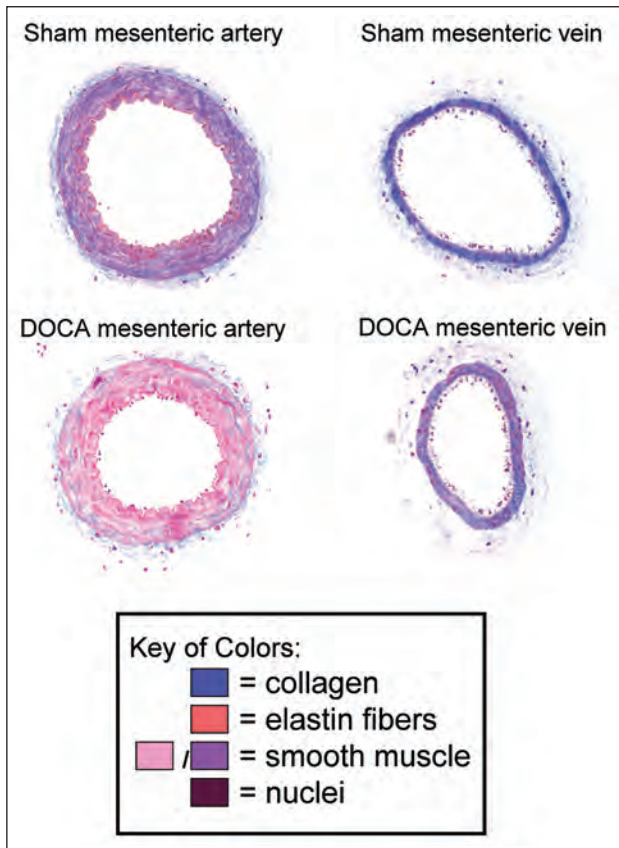 Sham mesenteric artery
Sham mesenteric vein
DOCA mesenteric artery
DOCA mesenteric vein
Key of Colors:
= collagen
= elastin fibers
/ = smooth muscle
= nuclei